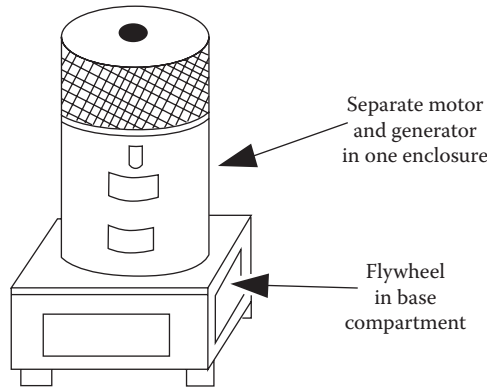 Separate motor
and generator
in one enclosure
Flywheel
in base
compartment